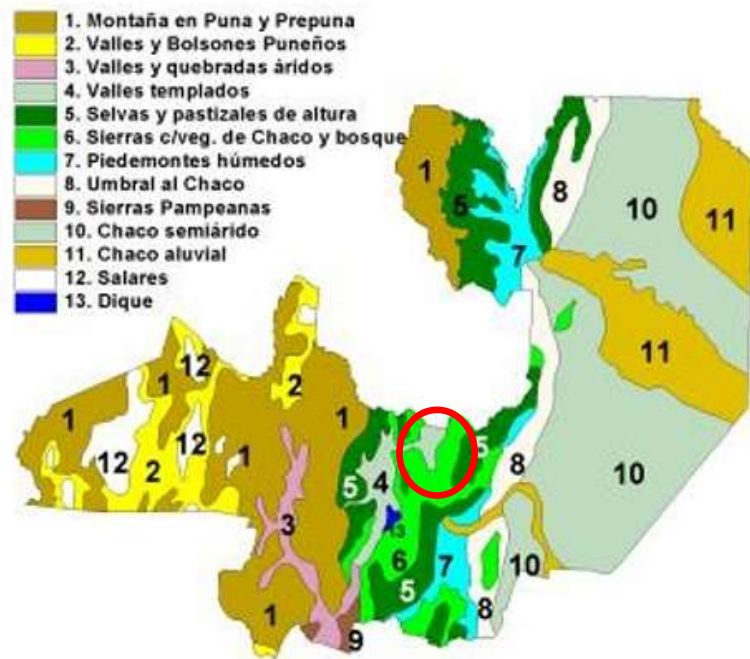 1. Montaña en Puna y Prepuna
2. Valles y Bolsones Puneños
3. Valles y quebradas áridos
4. Valles templados
5. Selvas y pastizales de altura
6. Sierras c/veg. de Chaco y bosque
7. Piedemontes húmedos
8. Umbral al Chaco
9. Sierras Pampeanas
10. Chaco semiárido
11. Chaco aluvial
12. Salares
13. Dique
1
5
8
10
11
7
11
12
1
2
1
1
12
12
2
1
5
4
5
8
10
3
13
6
7
10
5
1
8
9